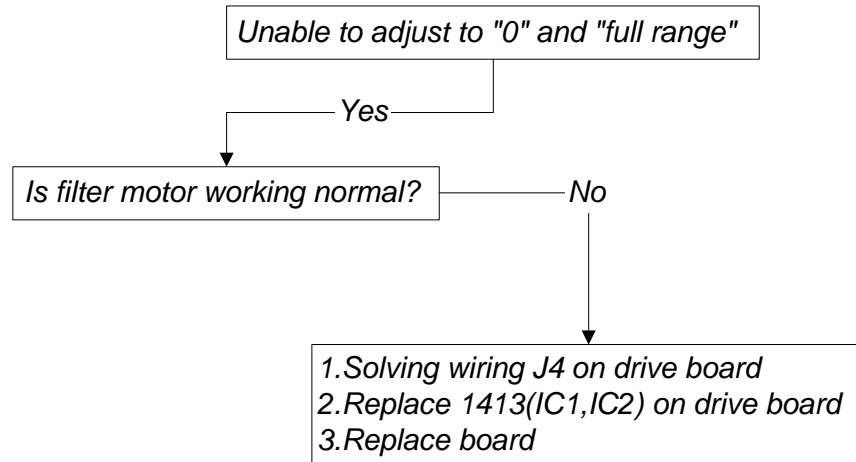 Unable to adjust to "0" and "full range"
Yes
Is filter motor working normal?
No
1.Solving wiring J4 on drive board
2.Replace 1413(IC1,IC2) on drive board
3.Replace board